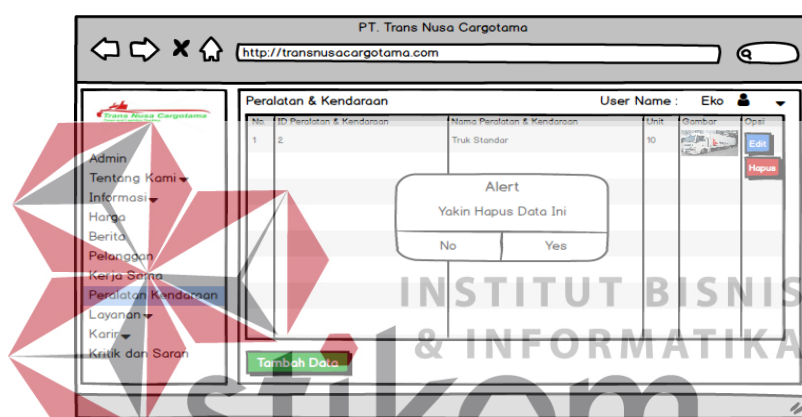 PT. Trans Nusa Cargotama
http://transnusacargotama.com
Trans Nusa Cargotama
Peralatan & Kendaraan User Name : Eko
No. ID Peralatan & Kendaraan Nama Peralatan & Kendaraan Unit Gambar Opsi
1 2 Truk Standar 10 Edit
Hapus
Admin
Tentang Kami
Informasi
Harga
Berita
Pelanggan
Kerja Sama
Peralatan Kendaraan
Layanan
Karir
Kritik dan Saran
Alert
Yakin Hapus Data Ini
No Yes
Tambah Data
INSTITUT BISNIS
& INFORMATIKA
stikom